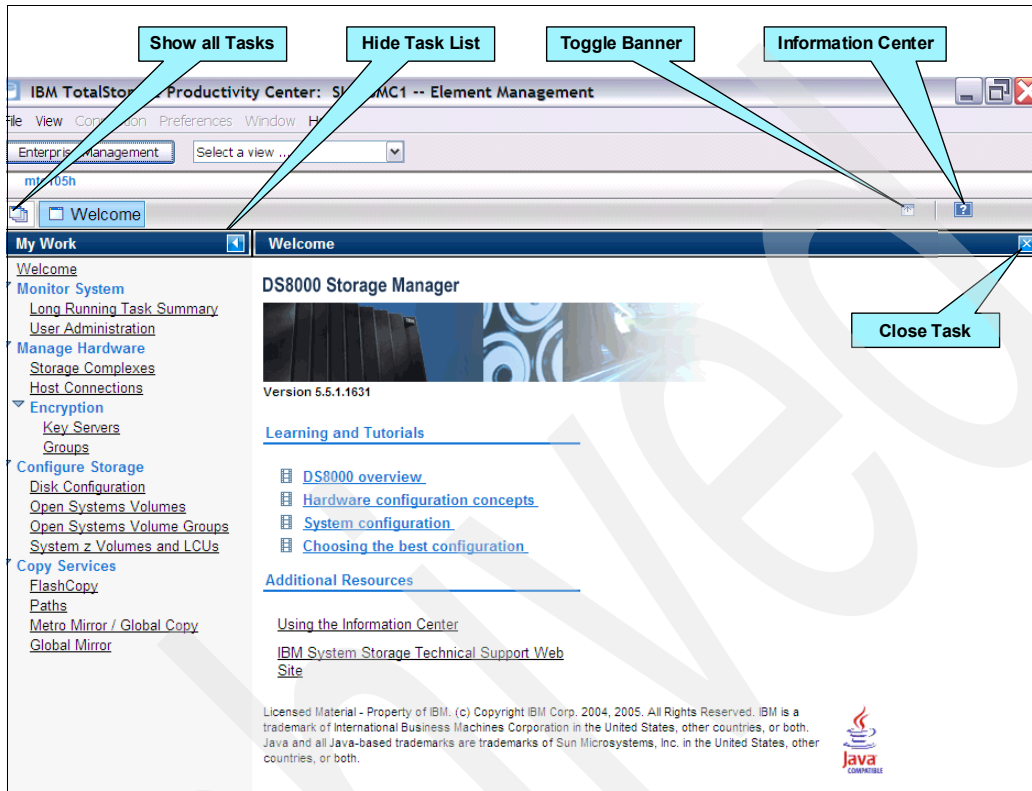 Show all Tasks
Hide Task List
Toggle Banner
Information Center
IBM TotalStor Productivity Center: S MC1 -- Element Management
File View Connection Preferences Window H
Enterprise Management Select a view ...
mt 105h
Welcome
My Work
Welcome
Close Task
Welcome
Monitor System
Long Running Task Summary
User Administration
Manage Hardware
Storage Complexes
Host Connections
Encryption
Key Servers
Groups
Configure Storage
Disk Configuration
Open Systems Volumes
Open Systems Volume Groups
System z Volumes and LCUs
Copy Services
FlashCopy
Paths
Metro Mirror / Global Copy
Global Mirror
DS8000 Storage Manager
Version 5.5.1.1631
Learning and Tutorials
DS8000 overview
Hardware configuration concepts
System configuration
Choosing the best configuration
Additional Resources
Using the Information Center
IBM System Storage Technical Support Web
Site
Licensed Material - Property of IBM. (c) Copyright IBM Corp. 2004, 2005. All Rights Reserved. IBM is a
trademark of International Business Machines Corporation in the United States, other countries, or both.
Java and all Java-based trademarks are trademarks of Sun Microsystems, Inc. in the United States, other
countries, or both.
Java
COMPATIBLE